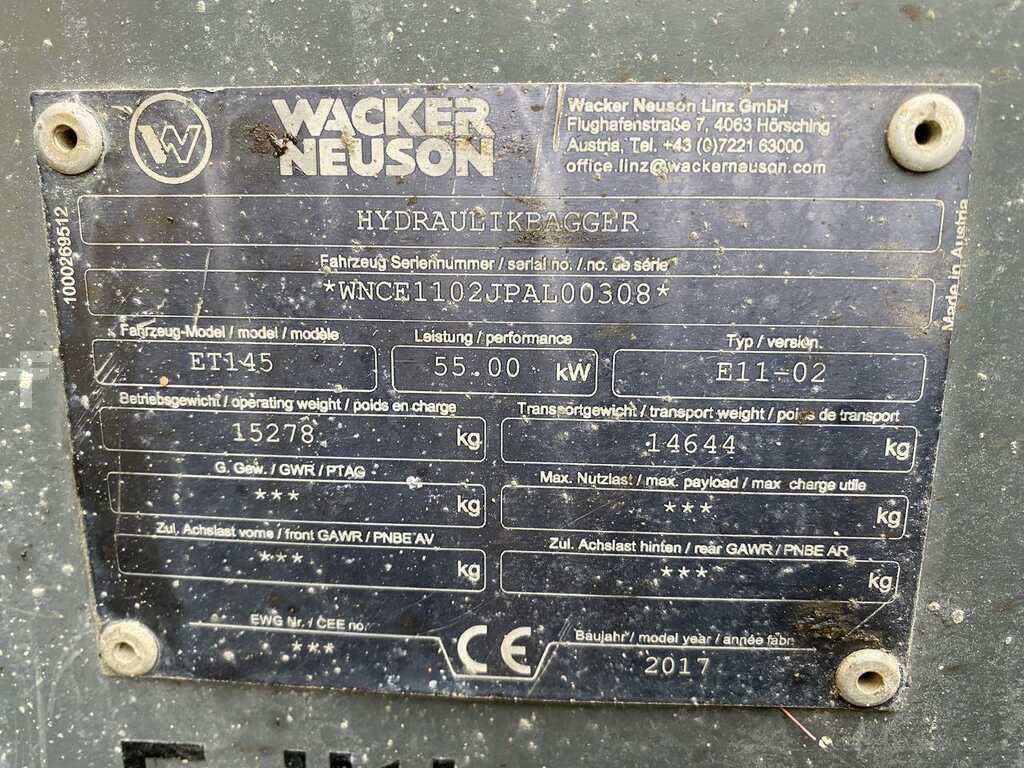 W
WACKER
NEUSON
Wacker Neuson Linz GmbH
Flughafenstraße 7, 4063 Hörsching
Austria, Tel. +43 (0)7221 63000
office.linz@wackerneuson.com
HYDRAULIKBAGGER
Fahrzeug Seriennummer / serial no. / no. de série
*WNCE1102JPAL00308*
Fahrzeug-Model / model / modèle
Leistung / performance
Typ / version.
ET145
55.00 kW
E11-02
Betriebsgewicht / operating weight / poids en charge
Transportgewicht / transport weight / poids de transport
15278 kg
14644 kg
G. Gew. / GWR / PTAG
Max. Nutzlast / max. payload / max charge utile
*** kg
*** kg
Zul. Achslast vorne / front GAWR / PNBE AV
Zul. Achslast hinten / rear GAWR / PNBE AR
*** kg
*** kg
EWG Nr. / CEE no.
***
CE
Baujahr / model year / année fabr.
2017
1000269512
Made in Austria